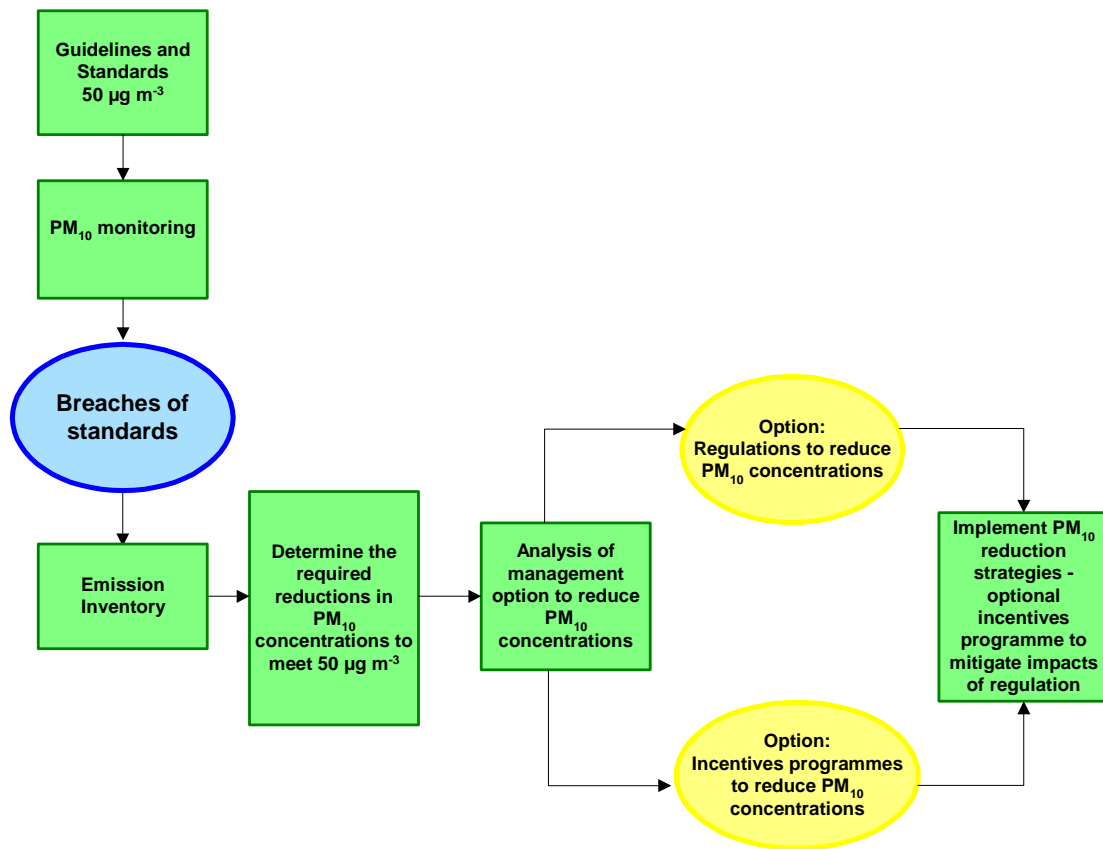 Guidelines and
Standards
50 µg m⁻³
PM₁₀ monitoring
Breaches of
standards
Emission
Inventory
Determine the
required
reductions in
PM₁₀
concentrations to
meet 50 µg m⁻³
Analysis of
management
option to reduce
PM₁₀
concentrations
Option:
Regulations to reduce
PM₁₀ concentrations
Option:
Incentives programmes
to reduce PM₁₀
concentrations
Implement PM₁₀
reduction
strategies -
optional
incentives
programme to
mitigate impacts
of regulation